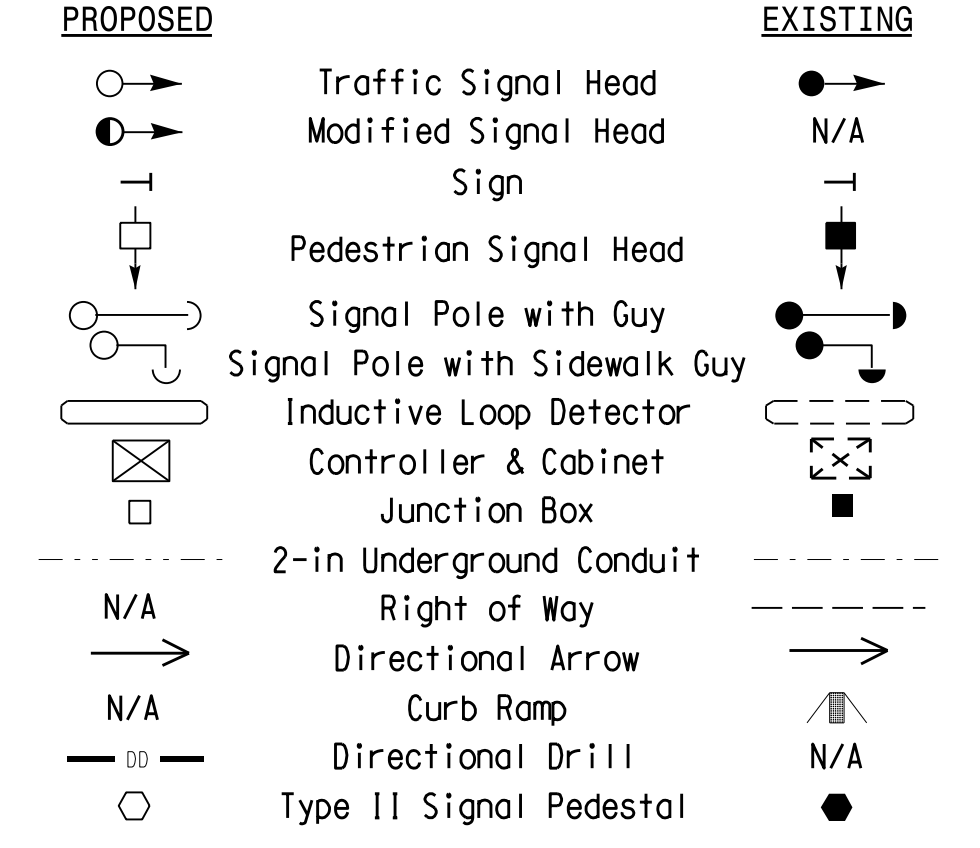 PROPOSED EXISTING
Traffic Signal Head
Modified Signal Head N/A
Sign
Pedestrian Signal Head
Signal Pole with Guy
Signal Pole with Sidewalk Guy
Inductive Loop Detector
Controller & Cabinet
Junction Box
2-in Underground Conduit
N/A Right of Way
Directional Arrow
N/A Curb Ramp
DD Directional Drill N/A
Type II Signal Pedestal